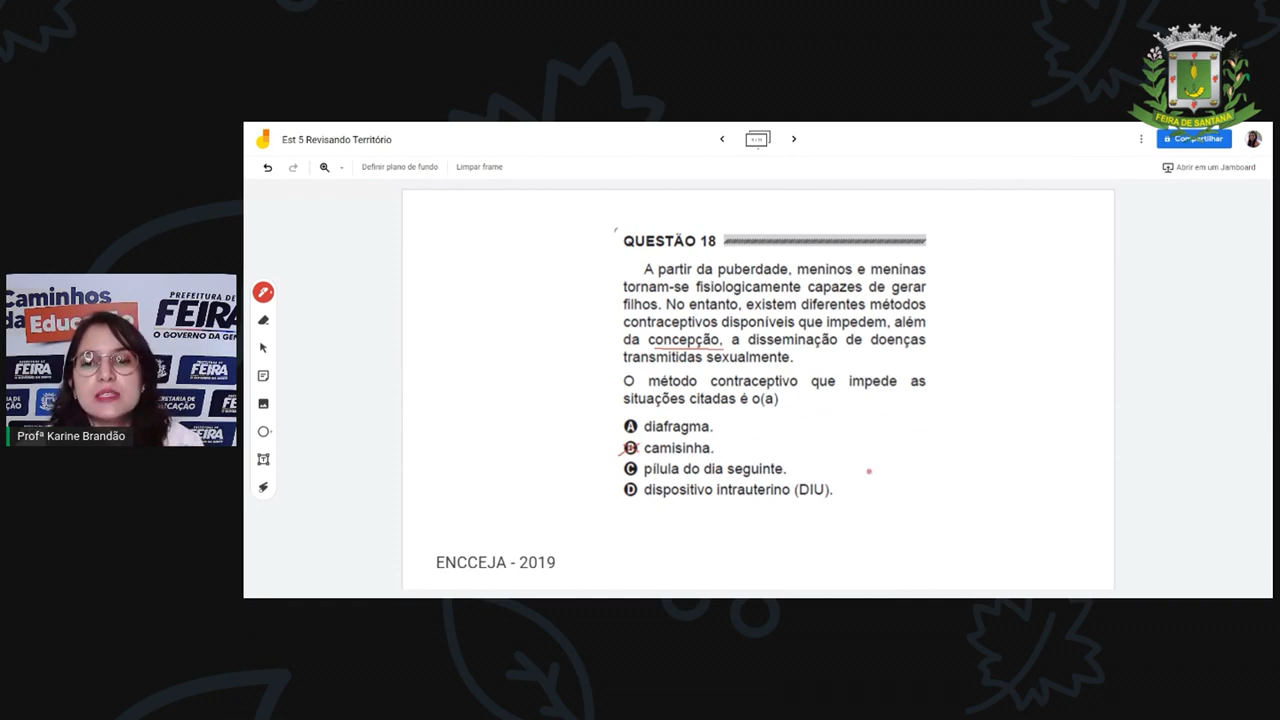 FEIRA DE SANTANA
Est 5 Revisando Território
Compartilhar
Definir plano de fundo
Limpar frame
Abrir em um Jamboard
QUESTÃO 18
A partir da puberdade, meninos e meninas
tornam-se fisiologicamente capazes de gerar
filhos. No entanto, existem diferentes métodos
contraceptivos disponíveis que impedem, além
da concepção, a disseminação de doenças
transmitidas sexualmente.
O método contraceptivo que impede as
situações citadas é o(a)
A diafragma.
B camisinha.
C pílula do dia seguinte.
D dispositivo intrauterino (DIU).
ENCCEJA - 2019
Caminhos
da Educação
PREFEITURA DE
FEIRA
O GOVERNO DA GEN
FEIRA
FEIRA
FEIRA
Profª Karine Brandão